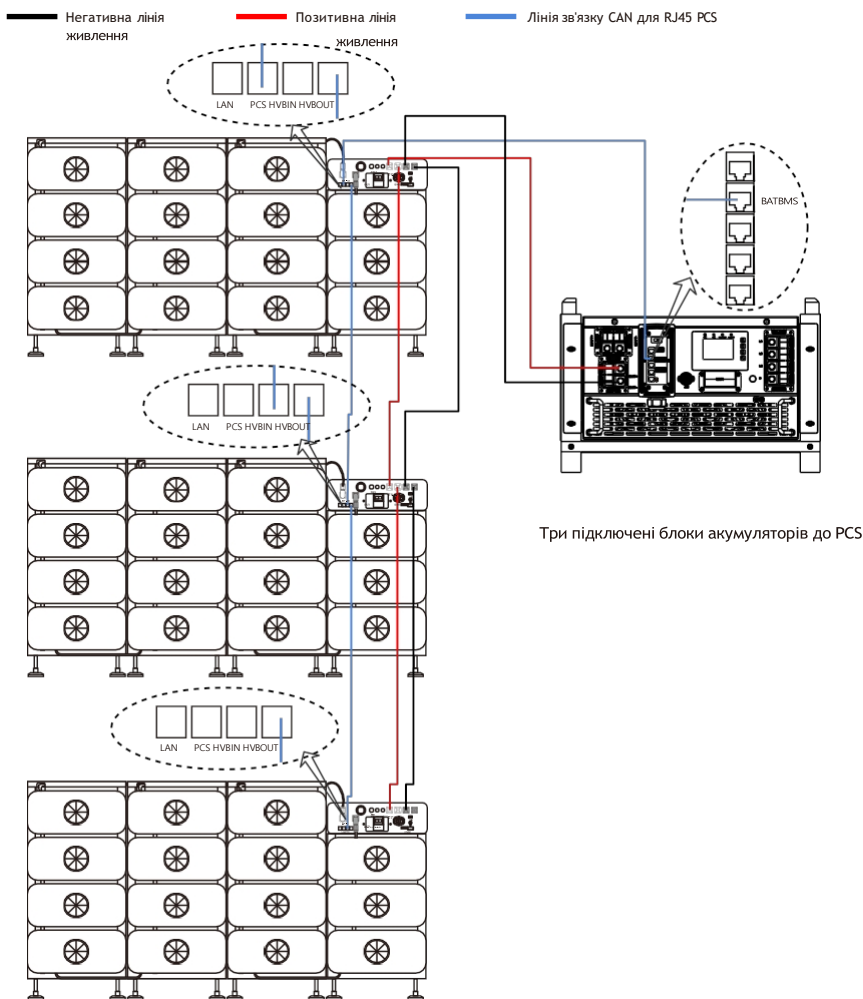 Негативна лінія
живлення
Позитивна лінія
живлення
Лінія зв'язку CAN для RJ45 PCS
LAN PCS HVBIN HVBOUT
BATBMS
LAN PCS HVBIN HVBOUT
Три підключені блоки акумуляторів до PCS
LAN PCS HVBIN HVBOUT